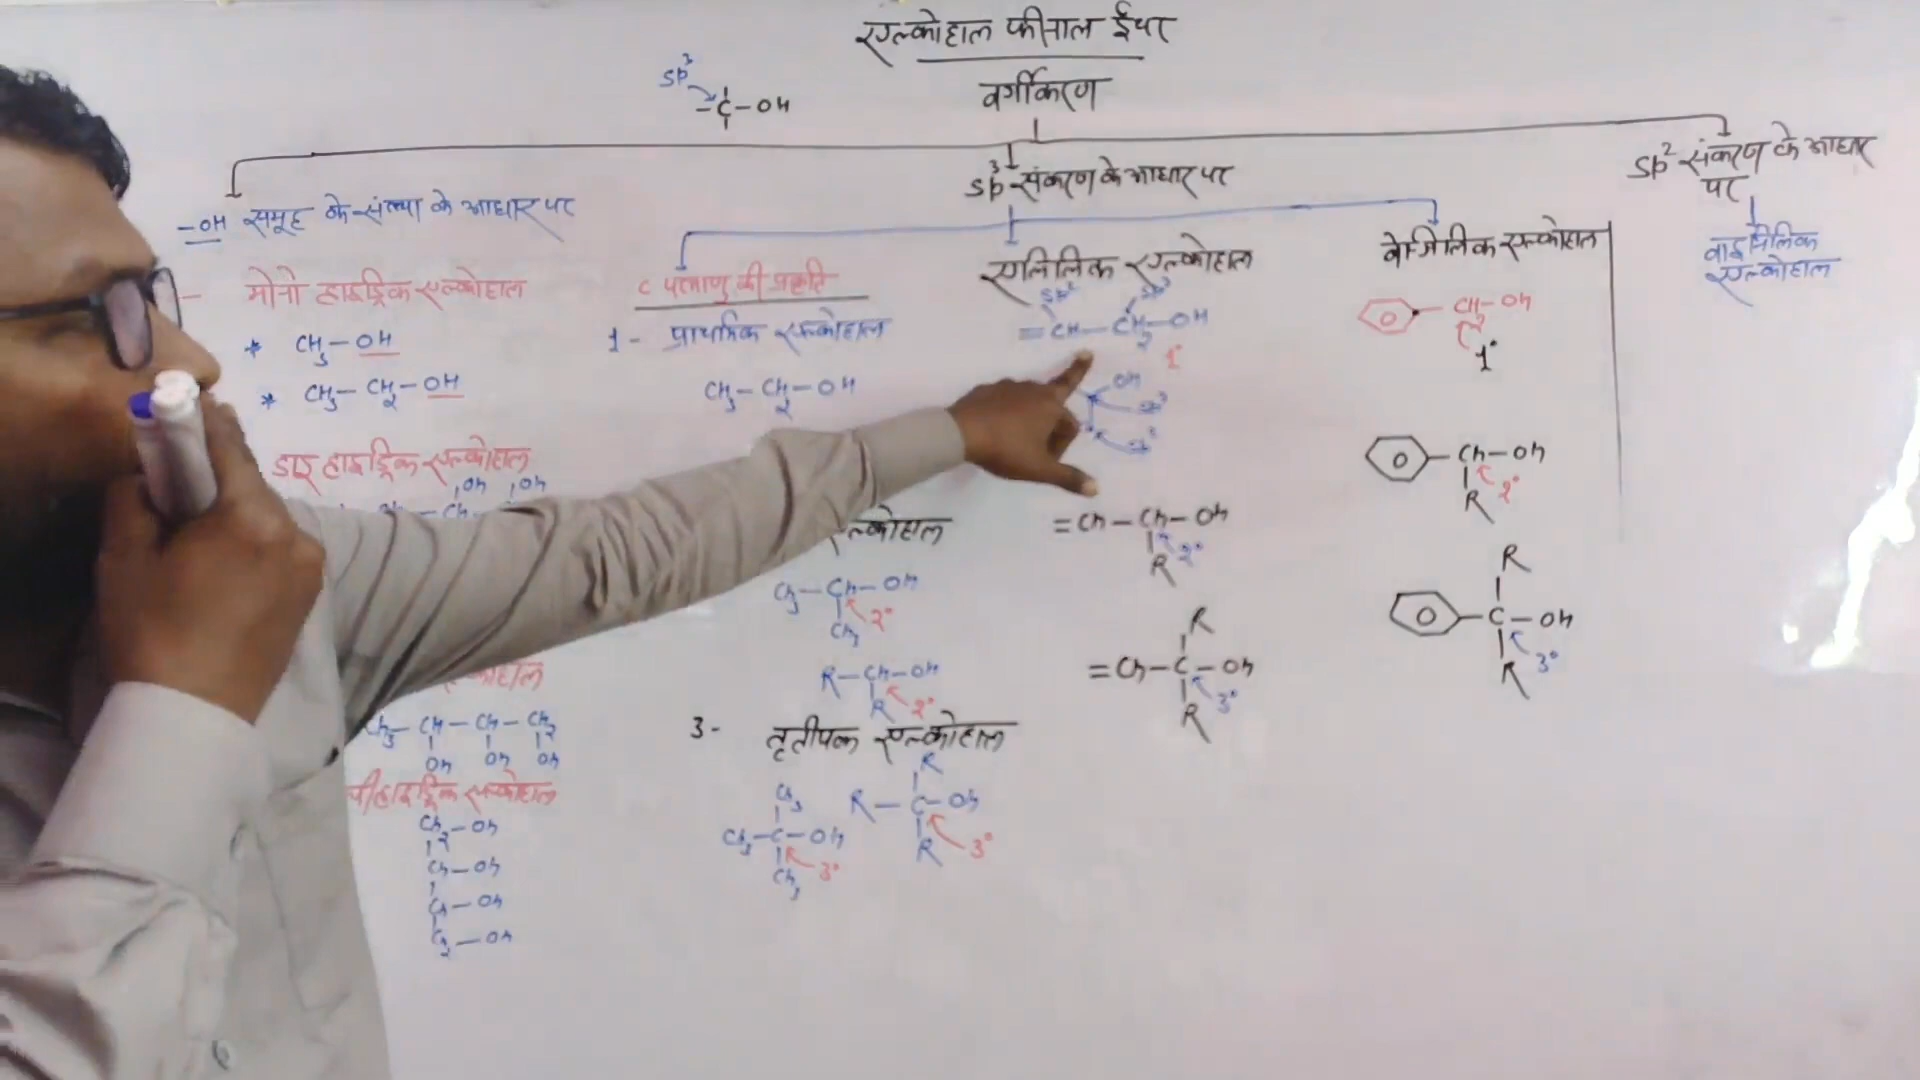 एल्कोहाल फीनाल ईथर
वर्गीकरण
sp³
-C-OH
-OH समूह के संख्या के आधार पर
sp³ संकरण के आधार पर
sp² संकरण के आधार
पर
- मोनो हाइड्रिक एल्कोहाल
* CH₃-OH
* CH₃-CH₂-OH
डाइ हाइड्रिक एल्कोहाल
OH OH
CH₃-CH-CH-CH₂
OH OH OH
CH₂-OH
CH-OH
CH-OH
CH₂-OH
C परमाणु की प्रकृति
1- प्राथमिक एल्कोहाल
CH₃-CH₂-OH
एल्कोहाल
CH₃-CH-OH
2°
CH₃
R-CH-OH
R 2°
3- तृतीयक एल्कोहाल
CH₃
CH₃-C-OH
3°
CH₃
R
R-C-OH
R 3°
एलिलिक एल्कोहाल
sp² sp³
=CH-CH₂-OH
1°
OH
sp³
sp²
=CH-CH-OH
R 2°
R
=CH-C-OH
3°
R
बेन्जिलिक एल्कोहाल
CH₂-OH
1°
CH-OH
R 2°
R
C-OH
3°
R
वाइनिलिक
एल्कोहाल